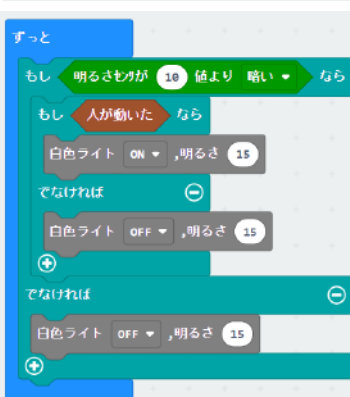 ずっと
もし 明るさセンサが 10 値より 暗い なら
もし 人が動いた なら
白色ライト ON ,明るさ 15
でなければ
白色ライト OFF ,明るさ 15
でなければ
白色ライト OFF ,明るさ 15